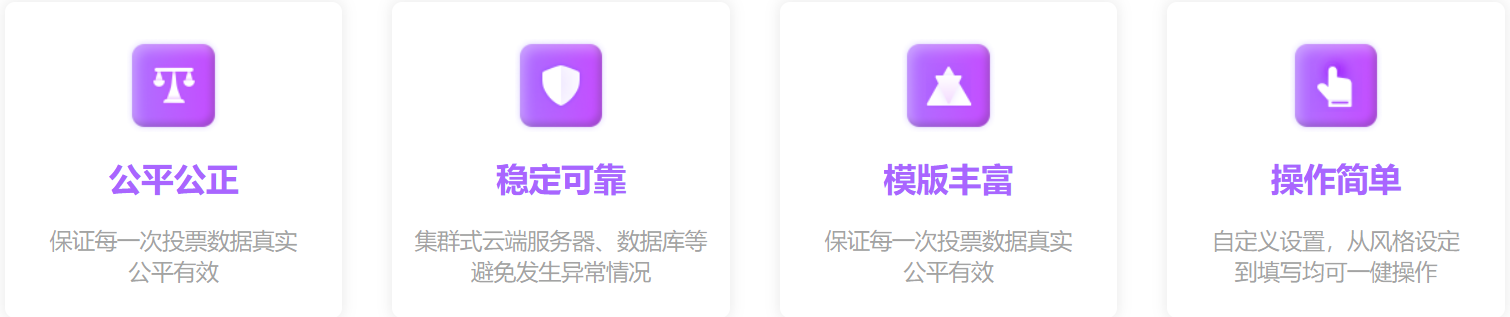 公平公正
保证每一次投票数据真实
公平有效
稳定可靠
集群式云端服务器、数据库等
避免发生异常情况
模版丰富
保证每一次投票数据真实
公平有效
操作简单
自定义设置，从风格设定
到填写均可一健操作